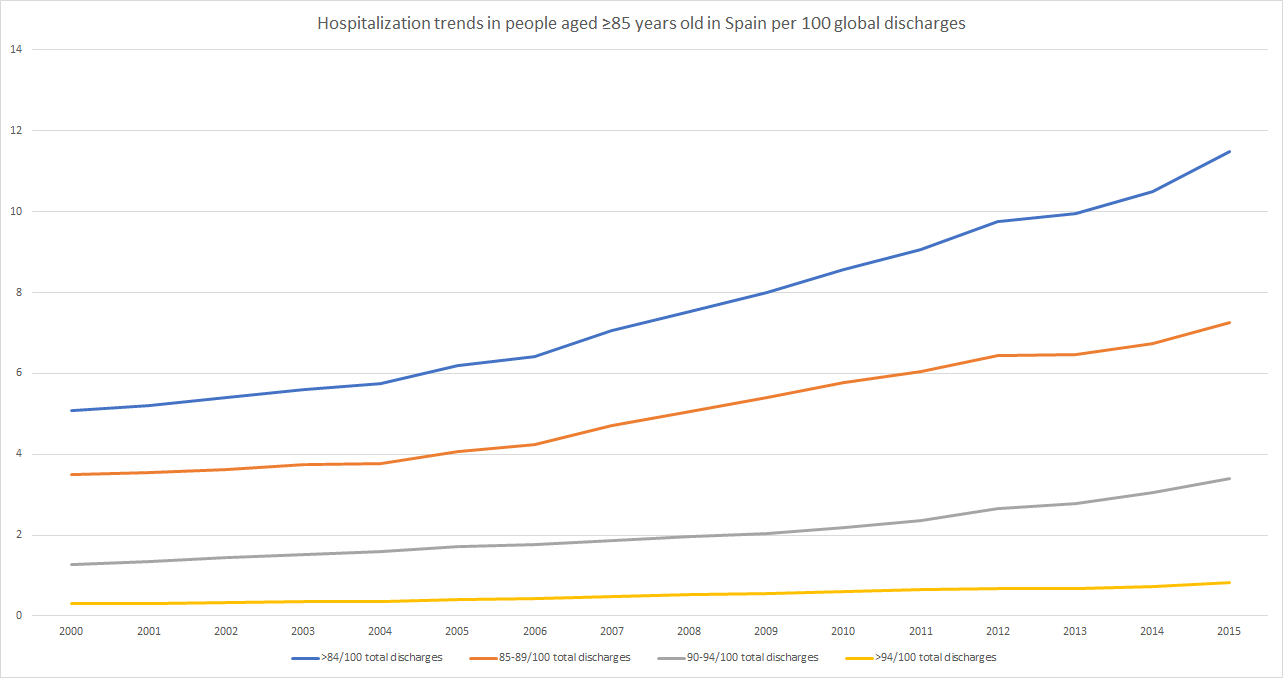 Hospitalization trends in people aged ≥85 years old in Spain per 100 global discharges
14
12
10
8
6
4
2
0
2000 2001 2002 2003 2004 2005 2006 2007 2008 2009 2010 2011 2012 2013 2014 2015
>84/100 total discharges 85-89/100 total discharges 90-94/100 total discharges >94/100 total discharges